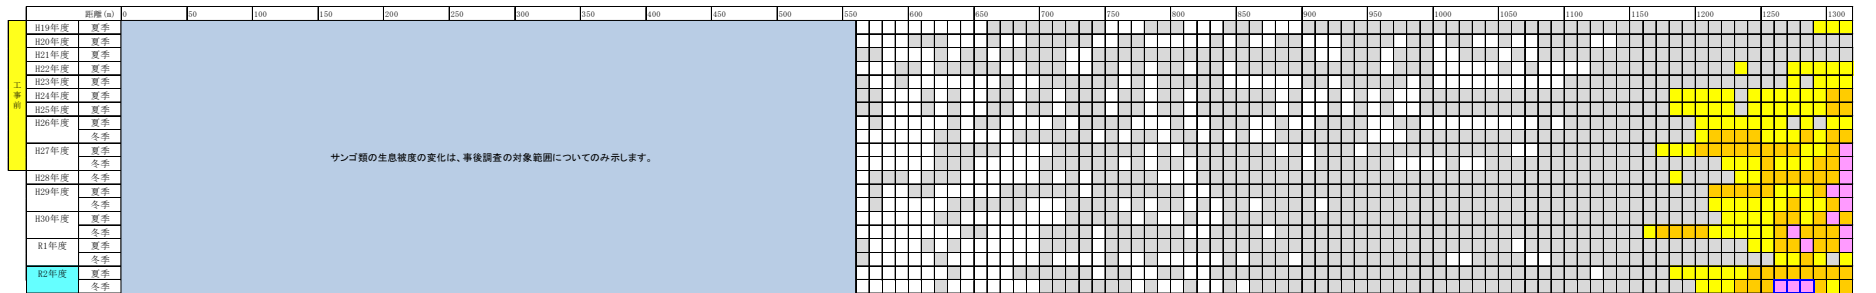 距離(m) 0 50 100 150 200 250 300 350 400 450 500 550 600 650 700 750 800 850 900 950 1000 1050 1100 1150 1200 1250 1300
工事前
H19年度 夏季
H20年度 夏季
H21年度 夏季
H22年度 夏季
H23年度 夏季
H24年度 夏季
H25年度 夏季
H26年度 夏季
冬季
H27年度 夏季
冬季
サンゴ類の生息被度の変化は、事後調査の対象範囲についてのみ示します。
H28年度 冬季
H29年度 夏季
冬季
H30年度 夏季
冬季
R1年度 夏季
冬季
R2年度 夏季
冬季